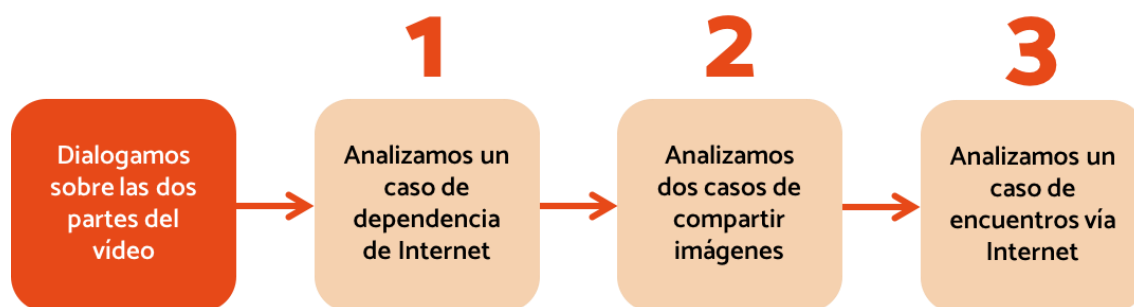 1
2
3
Dialogamos
sobre las dos
partes del
vídeo
Analizamos un
caso de
dependencia
de Internet
Analizamos
dos casos de
compartir
imágenes
Analizamos un
caso de
encuentros vía
Internet